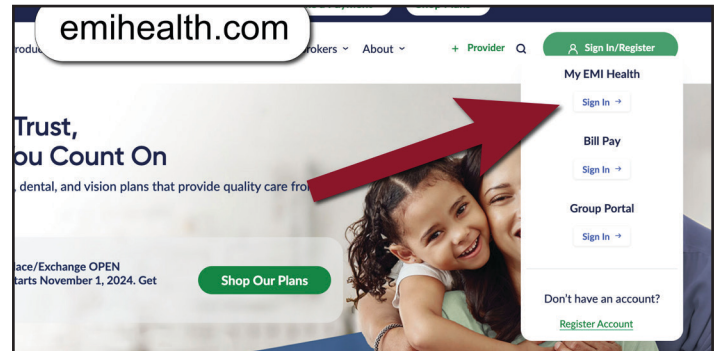 emihealth.com
About
+ Provider
Sign In/Register
My EMI Health
Sign In →
Bill Pay
Sign In →
Group Portal
Sign In →
Don't have an account?
Register Account
Trust,
ou Count On
, dental, and vision plans that provide quality care fro
lace/Exchange OPEN
tarts November 1, 2024. Get
Shop Our Plans